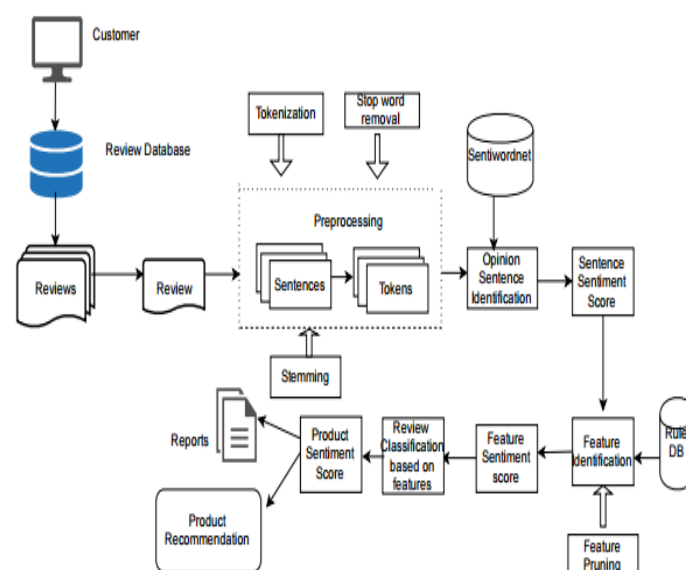 Customer
Tokenization
Stop word
removal
Review Database
Sentiwordnet
Preprocessing
Reviews
Review
Sentences
Tokens
Opinion
Sentence
Identification
Sentence
Sentiment
Score
Stemming
Reports
Product
Sentiment
Score
Review
Classification
based on
features
Feature
Sentiment
score
Feature
Identification
Rule
DB
Product
Recommendation
Feature
Pruning